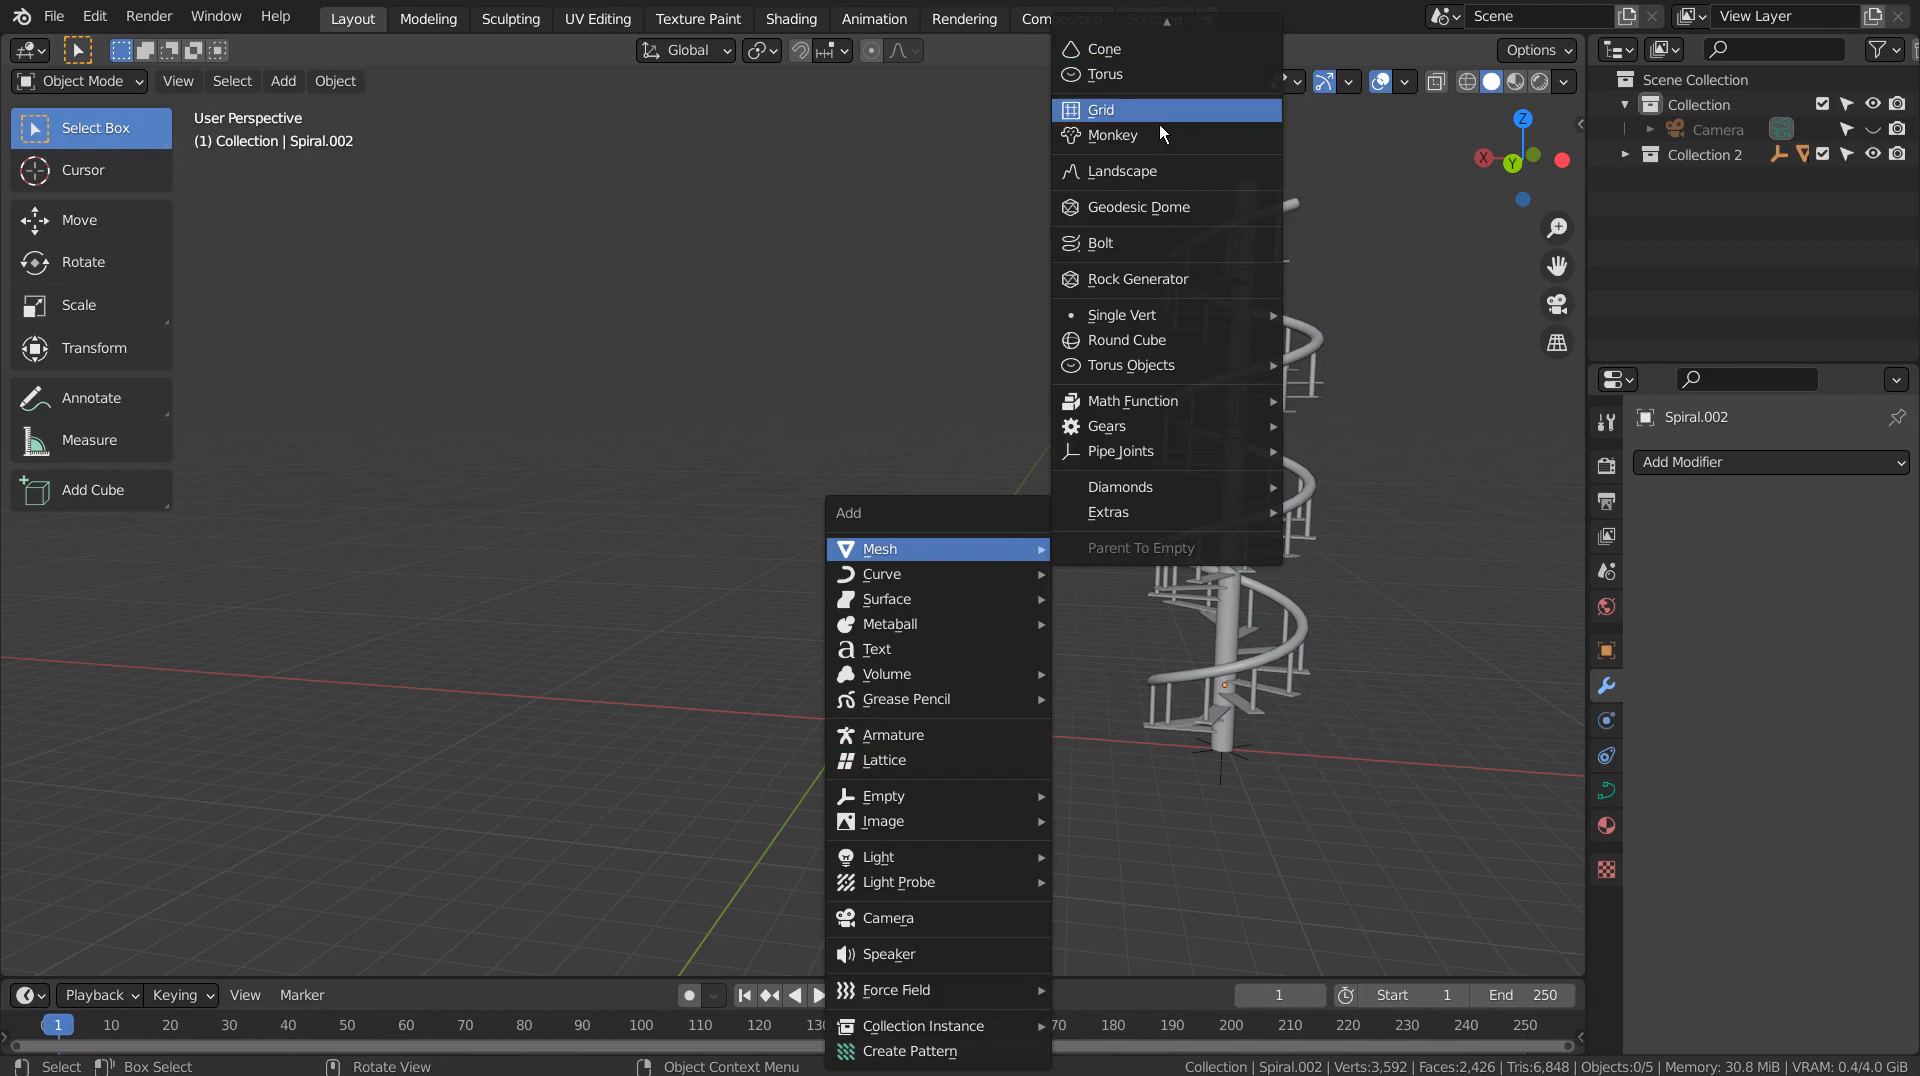 File Edit Render Window Help Layout Modeling Sculpting UV Editing Texture Paint Shading Animation Rendering Scene View Layer
Global Options
Object Mode View Select Add Object
Select Box
Cursor
Move
Rotate
Scale
Transform
Annotate
Measure
Add Cube
User Perspective
(1) Collection | Spiral.002
Cone
Torus
Grid
Monkey
Landscape
Geodesic Dome
Bolt
Rock Generator
Single Vert
Round Cube
Torus Objects
Math Function
Gears
Pipe Joints
Diamonds
Extras
Parent To Empty
Add
Mesh
Curve
Surface
Metaball
Text
Volume
Grease Pencil
Armature
Lattice
Empty
Image
Light
Light Probe
Camera
Speaker
Force Field
Collection Instance
Create Pattern
Z
X
Y
Scene Collection
Collection
Camera
Collection 2
Spiral.002
Add Modifier
Playback Keying View Marker 1 Start 1 End 250
1 10 20 30 40 50 60 70 80 90 100 110 120 180 190 200 210 220 230 240 250
Select Box Select Rotate View Object Context Menu Collection | Spiral.002 | Verts:3,592 | Faces:2,426 | Tris:6,848 | Objects:0/5 | Memory: 30.8 MiB | VRAM: 0.4/4.0 GiB